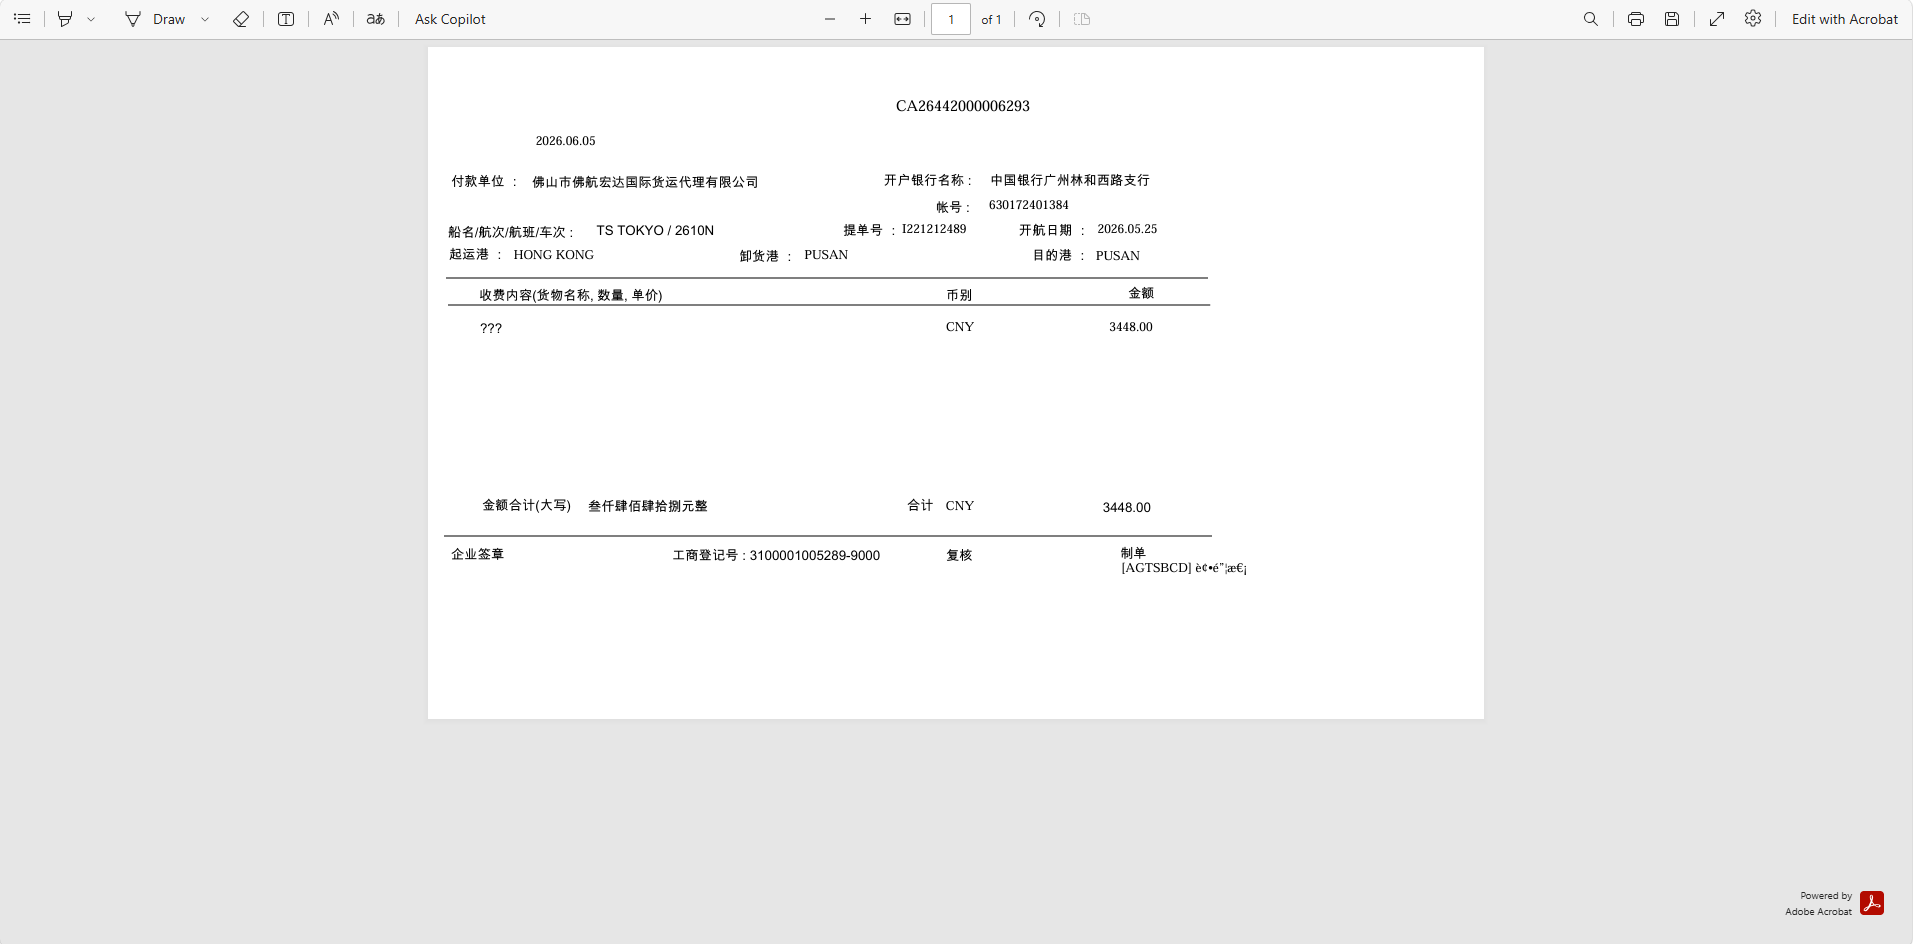 Draw
Ask Copilot
1 of 1
Edit with Acrobat
CA26442000006293
2026.06.05
付款单位 : 佛山市佛航宏达国际货运代理有限公司 开户银行名称 : 中国银行广州林和西路支行
帐号 : 630172401384
船名/航次/航班/车次 : TS TOKYO / 2610N 提单号 : I221212489 开航日期 : 2026.05.25
起运港 : HONG KONG 卸货港 : PUSAN 目的港 : PUSAN
收费内容(货物名称, 数量, 单价) 币别 金额
??? CNY 3448.00
金额合计(大写) 叁仟肆佰肆拾捌元整 合计 CNY 3448.00
企业签章 工商登记号 : 3100001005289-9000 复核 制单
[AGTSBCD] è¢•é”¦æ€¡
Powered by
Adobe Acrobat